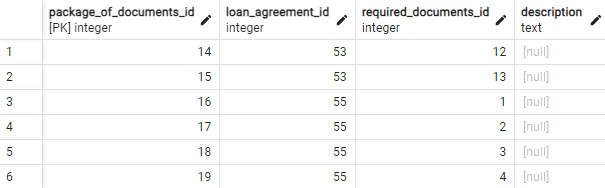 package_of_documents_id loan_agreement_id required_documents_id description
[PK] integer integer integer text
1 14 53 12 [null]
2 15 53 13 [null]
3 16 55 1 [null]
4 17 55 2 [null]
5 18 55 3 [null]
6 19 55 4 [null]